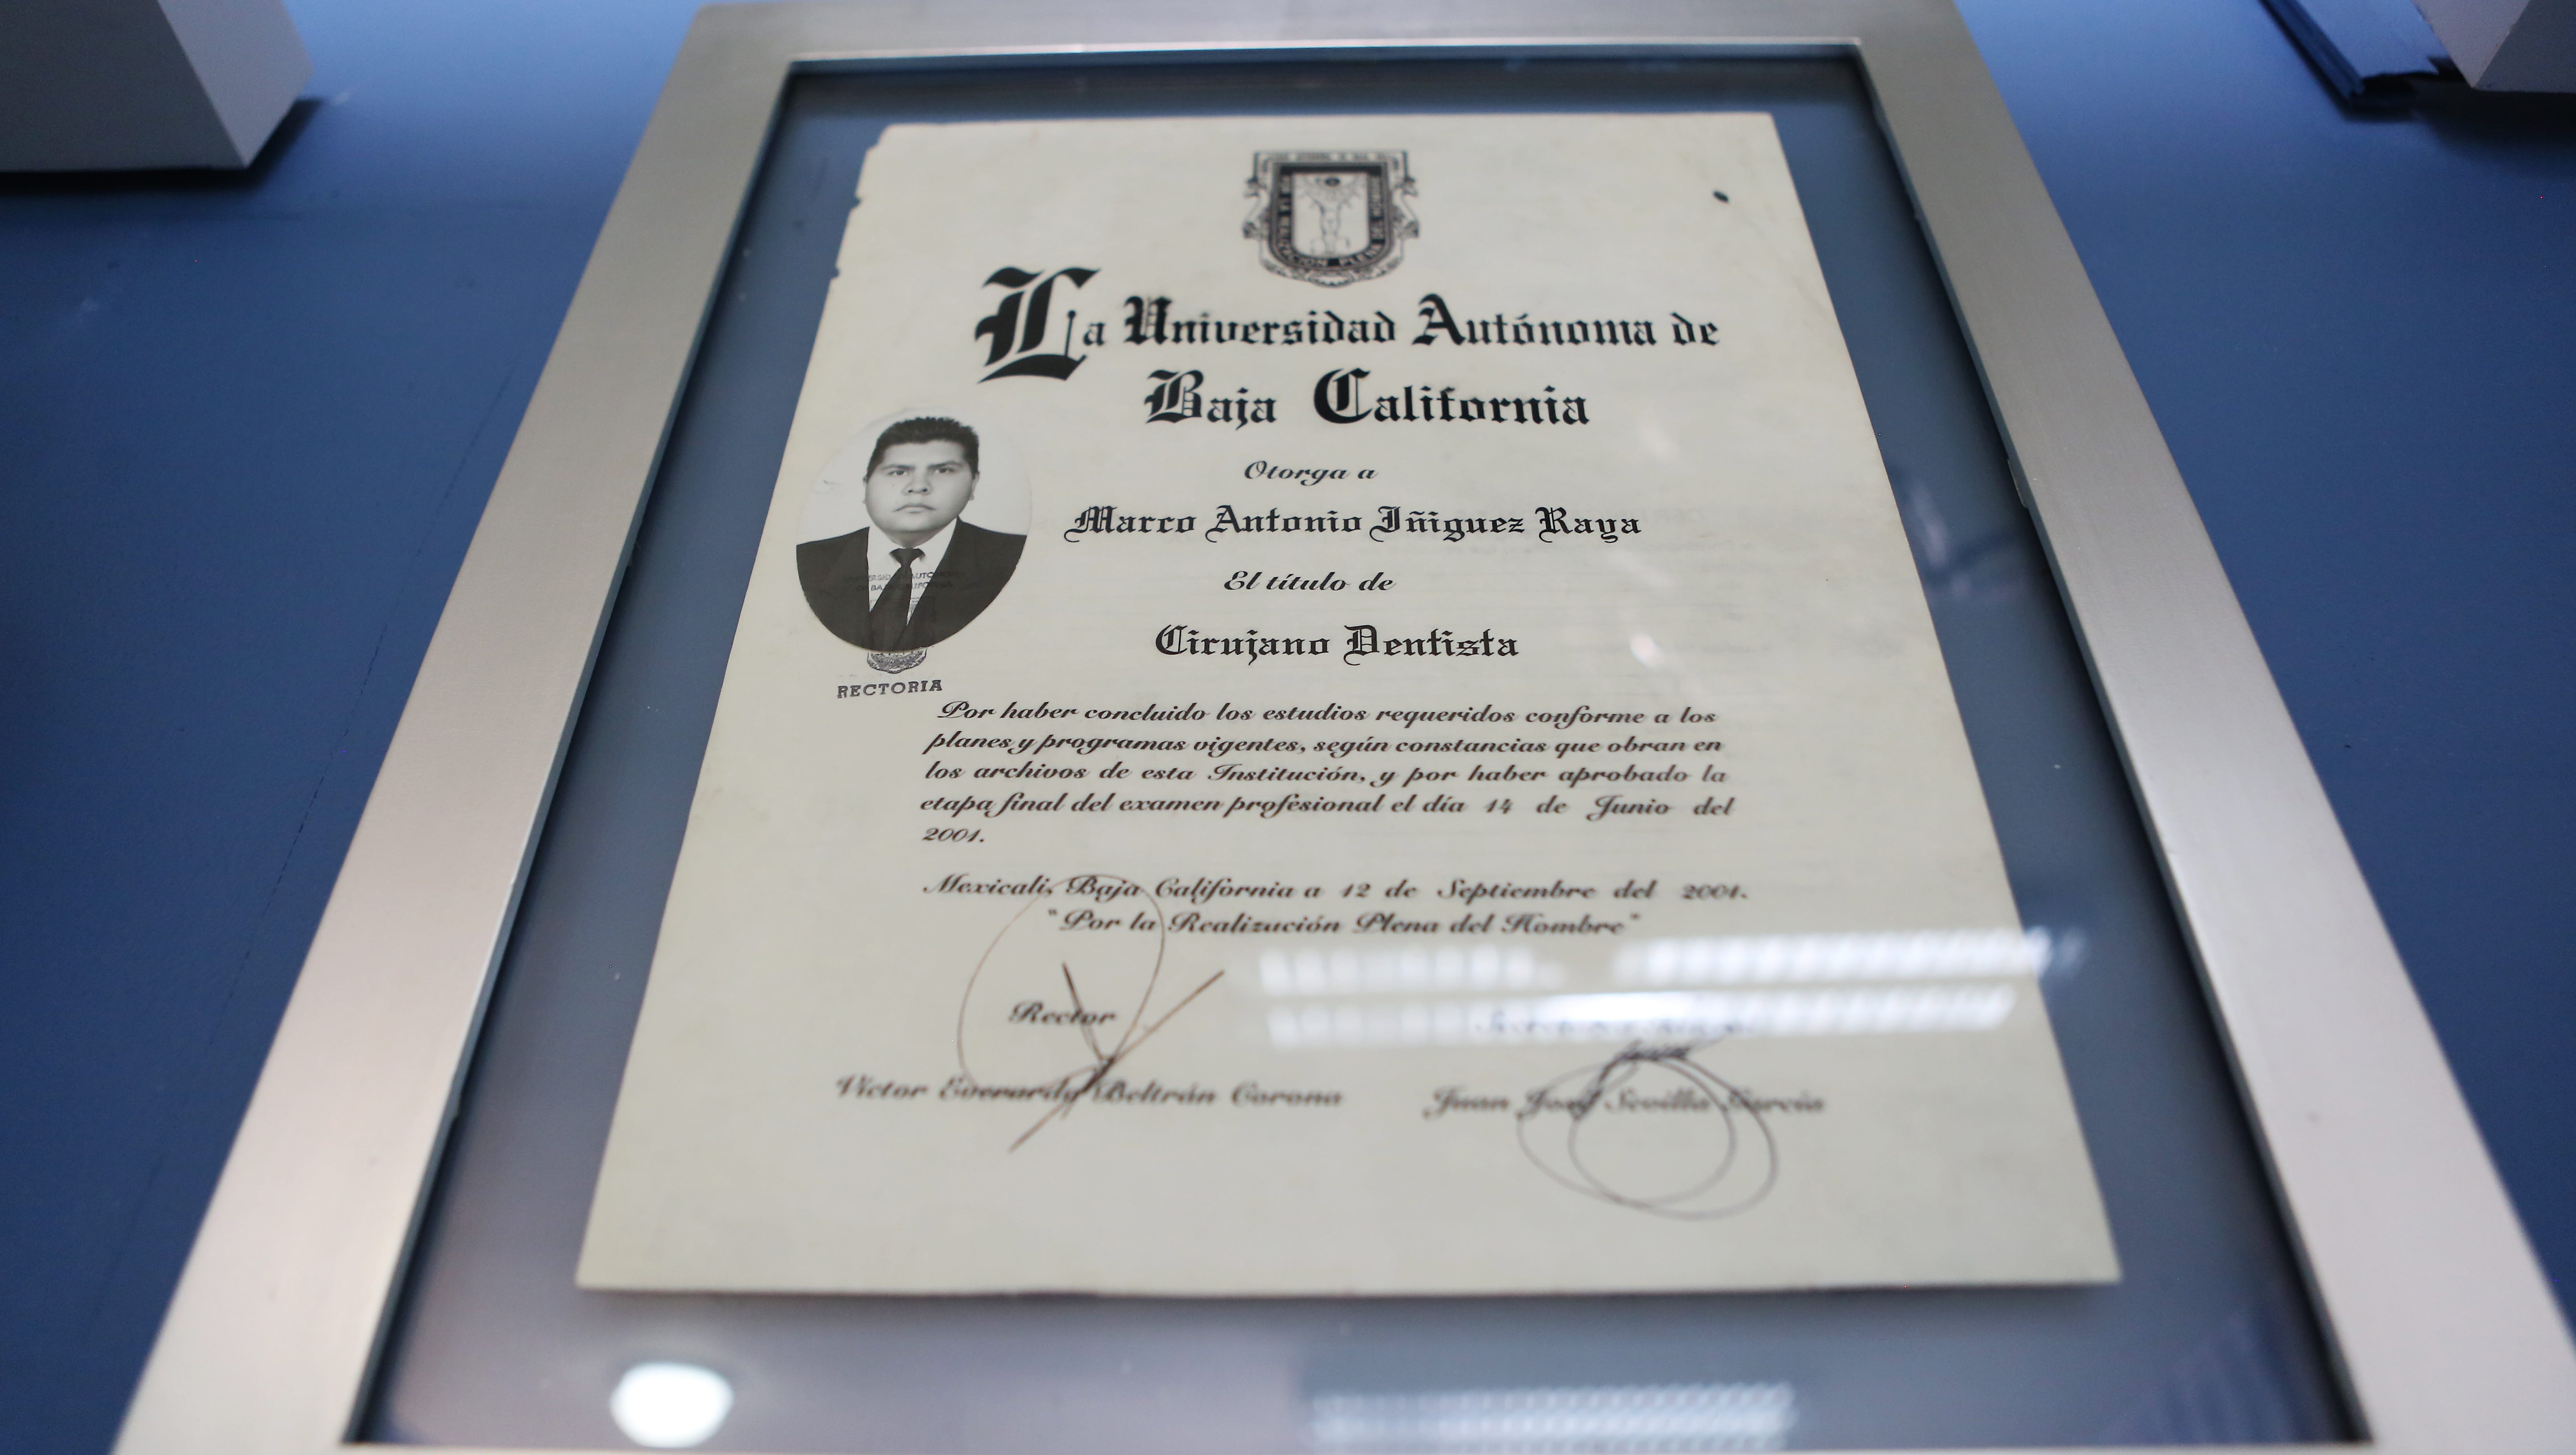 La Universidad Autónoma de
Baja California
Otorga a
Marco Antonio Iñiguez Raya
El título de
Cirujano Dentista
RECTORIA
Por haber concluido los estudios requeridos conforme a los
planes y programas vigentes, según constancias que obran en
los archivos de esta Institución, y por haber aprobado la
etapa final del examen profesional el día 14 de Junio del
2001.
Mexicali, Baja California a 12 de Septiembre del 2001.
"Por la Realización Plena del Hombre"
Rector
Víctor Everardo Beltrán Corona
Juan José Sevilla García